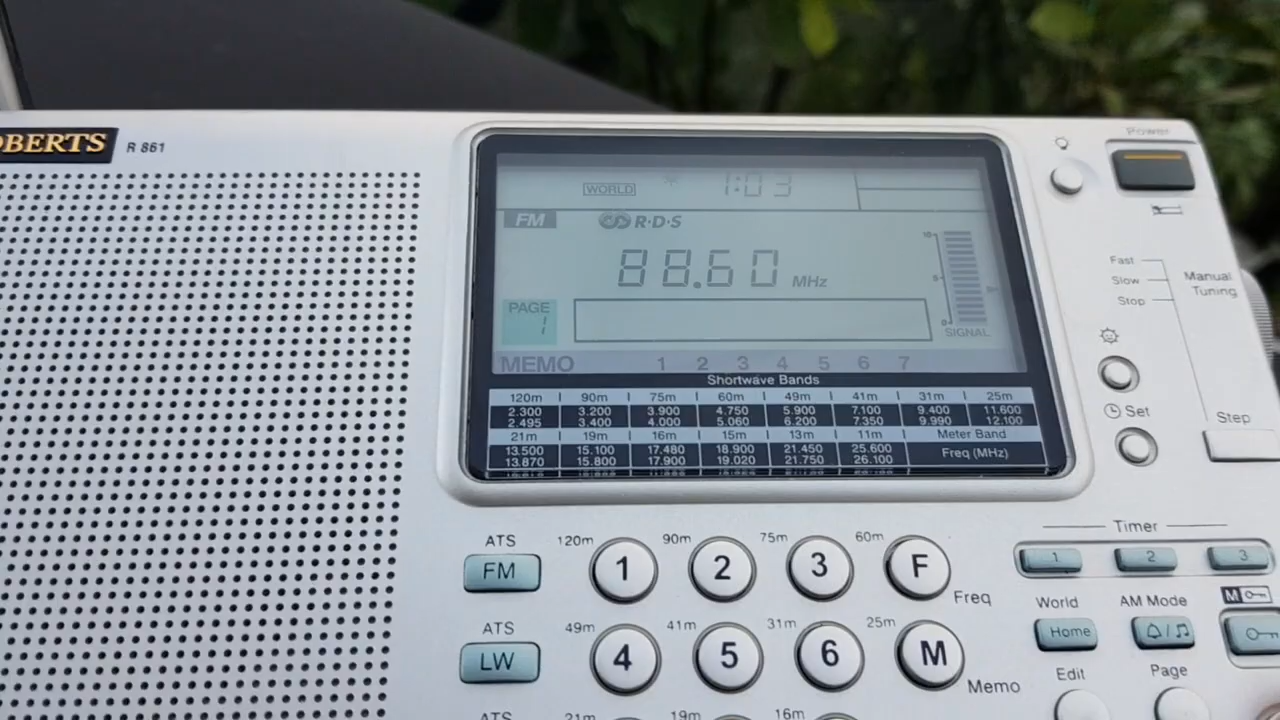 OBERTS R 861
Power
WORLD 1:03
FM R·D·S
88.60 MHz
10
5
0
SIGNAL
PAGE
1
MEMO 1 2 3 4 5 6 7
Shortwave Bands
120m 90m 75m 60m 49m 41m 31m 25m
2.300 3.200 3.900 4.750 5.900 7.100 9.400 11.600
2.495 3.400 4.000 5.060 6.200 7.350 9.990 12.100
21m 19m 16m 15m 13m 11m Meter Band
13.500 15.100 17.480 18.900 21.450 25.600 Freq (MHz)
13.870 15.800 17.900 19.020 21.750 26.100
Fast
Slow
Stop
Manual
Tuning
Set
Step
ATS 120m 90m 75m 60m
FM 1 2 3 F
Freq
Timer
1 2 3
World AM Mode M
Home
ATS 49m 41m 31m 25m
LW 4 5 6 M
Memo
Edit Page
ATS 21m 19m 16m